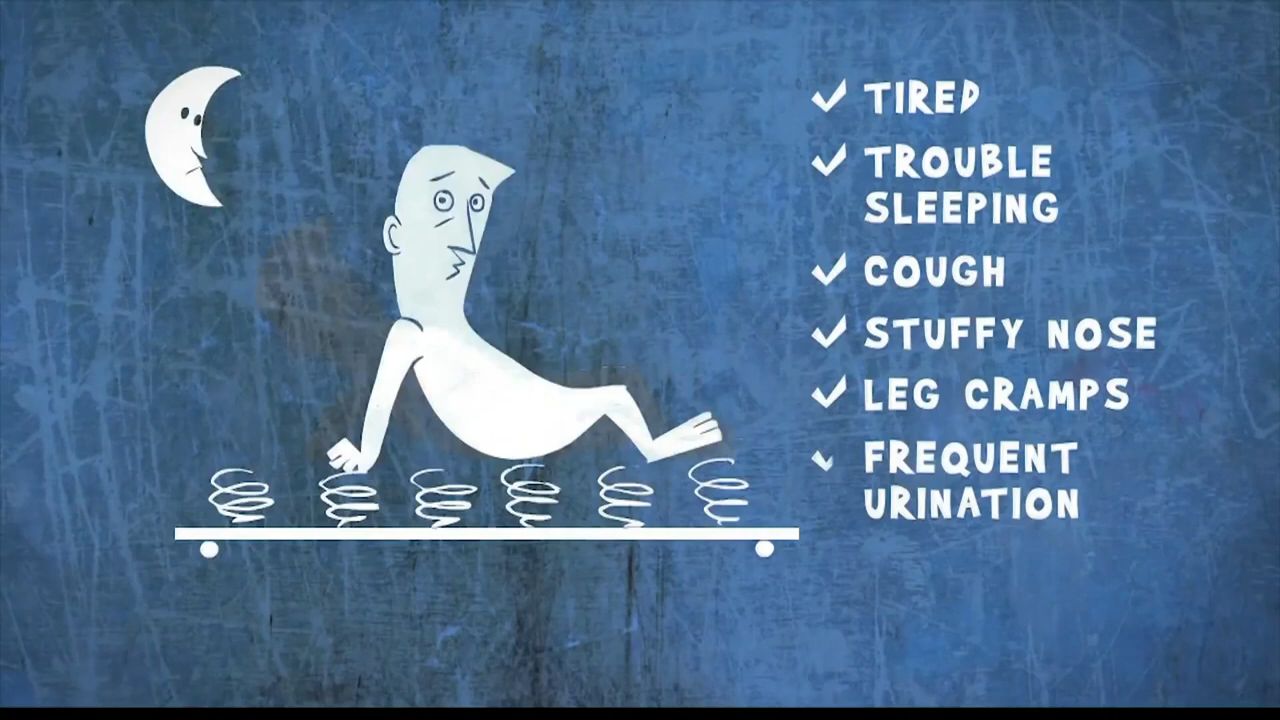 TIRED
TROUBLE
SLEEPING
COUGH
STUFFY NOSE
LEG CRAMPS
FREQUENT
URINATION